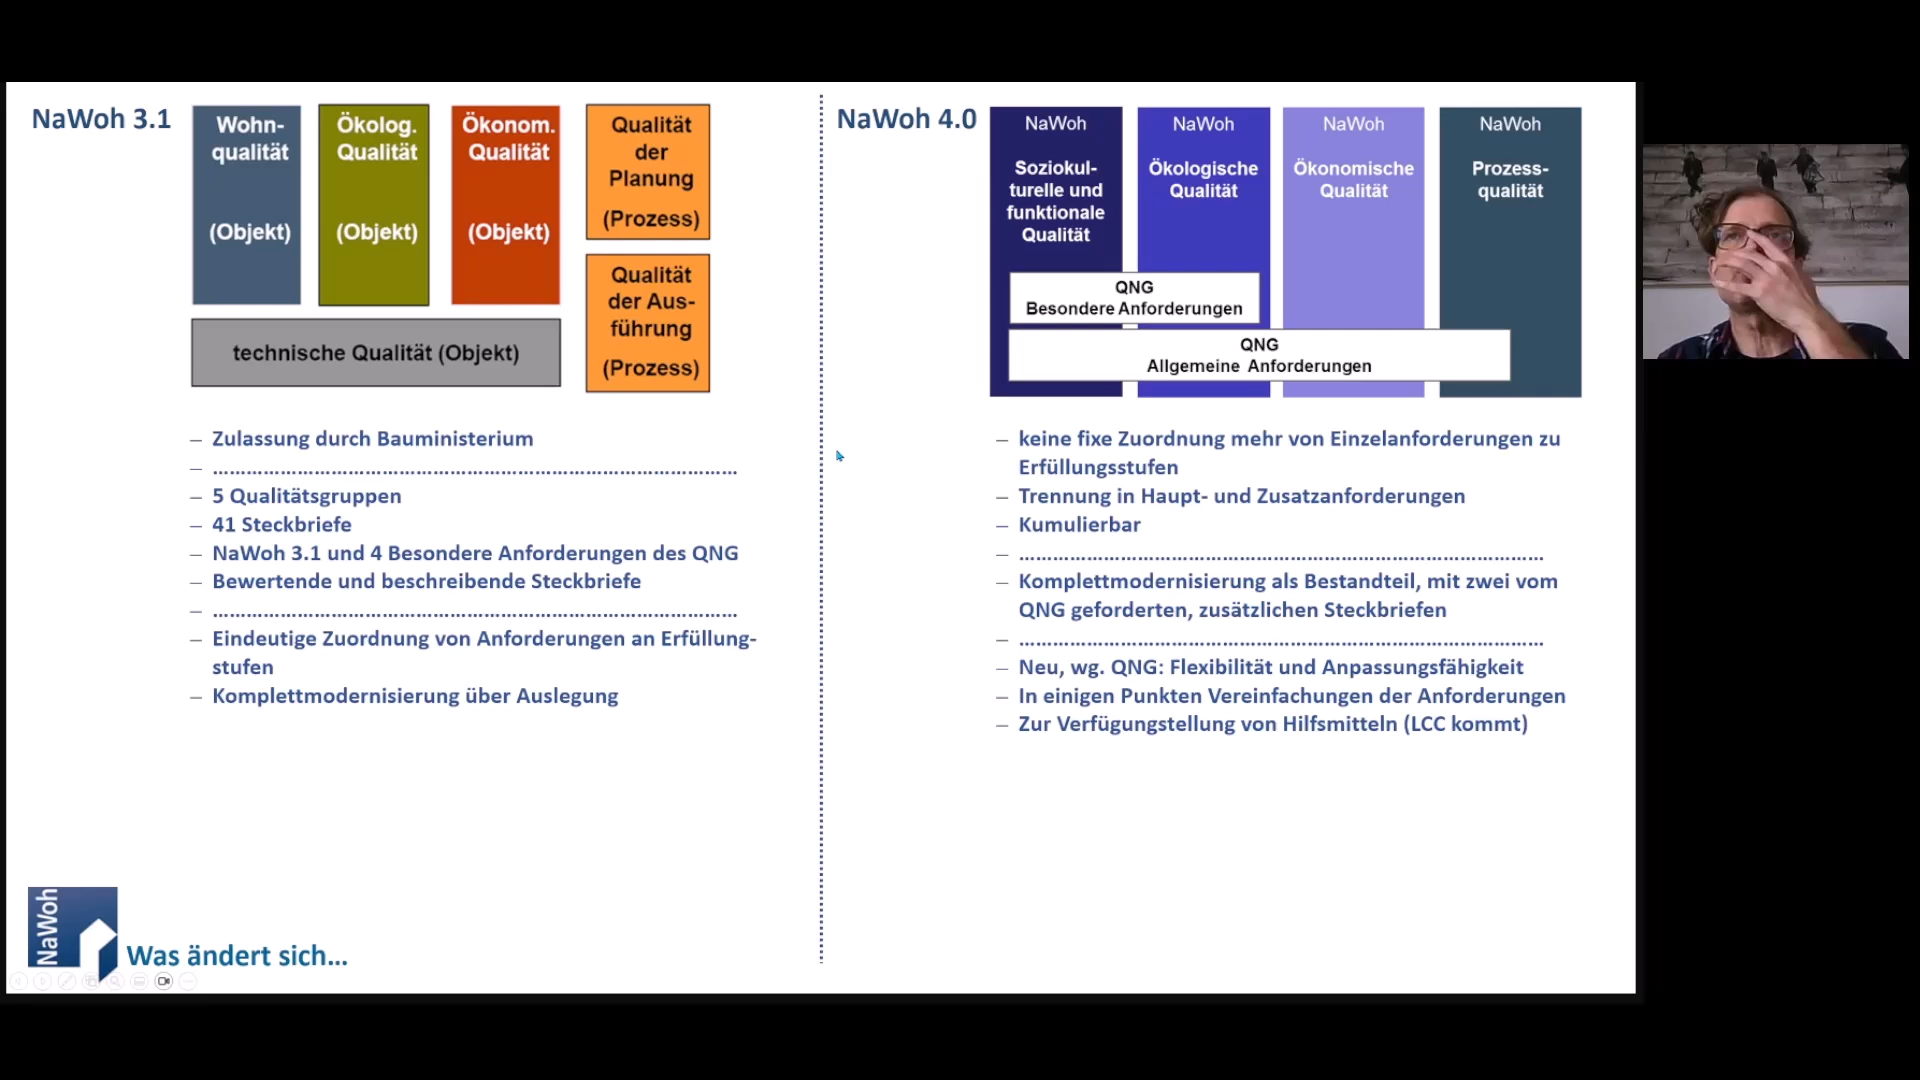 NaWoh 3.1
Wohn-
qualität
(Objekt)
Ökolog.
Qualität
(Objekt)
Ökonom.
Qualität
(Objekt)
Qualität
der
Planung
(Prozess)
Qualität
der Aus-
führung
(Prozess)
technische Qualität (Objekt)
– Zulassung durch Bauministerium
– ………………………………………………………………………………
– 5 Qualitätsgruppen
– 41 Steckbriefe
– NaWoh 3.1 und 4 Besondere Anforderungen des QNG
– Bewertende und beschreibende Steckbriefe
– ………………………………………………………………………………
– Eindeutige Zuordnung von Anforderungen an Erfüllung-
stufen
– Komplettmodernisierung über Auslegung
NaWoh 4.0
NaWoh
Soziokul-
turelle und
funktionale
Qualität
NaWoh
Ökologische
Qualität
NaWoh
Ökonomische
Qualität
NaWoh
Prozess-
qualität
QNG
Besondere Anforderungen
QNG
Allgemeine Anforderungen
– keine fixe Zuordnung mehr von Einzelanforderungen zu
Erfüllungsstufen
– Trennung in Haupt- und Zusatzanforderungen
– Kumulierbar
– ………………………………………………………………………………
– Komplettmodernisierung als Bestandteil, mit zwei vom
QNG geforderten, zusätzlichen Steckbriefen
– ………………………………………………………………………………
– Neu, wg. QNG: Flexibilität und Anpassungsfähigkeit
– In einigen Punkten Vereinfachungen der Anforderungen
– Zur Verfügungstellung von Hilfsmitteln (LCC kommt)
NaWoh
Was ändert sich…